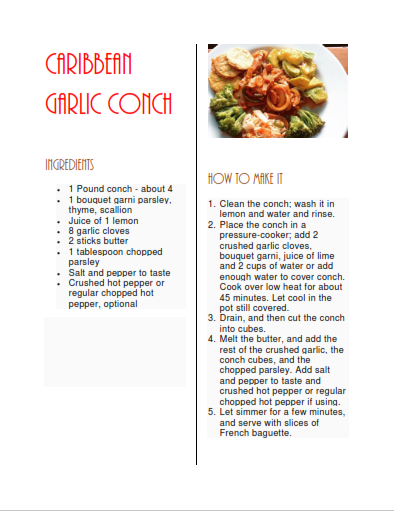 CARIBBEAN
GARLIC CONCH
INGREDIENTS
• 1 Pound conch - about 4
• 1 bouquet garni parsley,
thyme, scallion
• Juice of 1 lemon
• 8 garlic cloves
• 2 sticks butter
• 1 tablespoon chopped
parsley
• Salt and pepper to taste
• Crushed hot pepper or
regular chopped hot
pepper, optional
HOW TO MAKE IT
1. Clean the conch; wash it in
lemon and water and rinse.
2. Place the conch in a
pressure-cooker; add 2
crushed garlic cloves,
bouquet garni, juice of lime
and 2 cups of water or add
enough water to cover conch.
Cook over low heat for about
45 minutes. Let cool in the
pot still covered.
3. Drain, and then cut the conch
into cubes.
4. Melt the butter, and add the
rest of the crushed garlic, the
conch cubes, and the
chopped parsley. Add salt
and pepper to taste and
crushed hot pepper or regular
chopped hot pepper if using.
5. Let simmer for a few minutes,
and serve with slices of
French baguette.